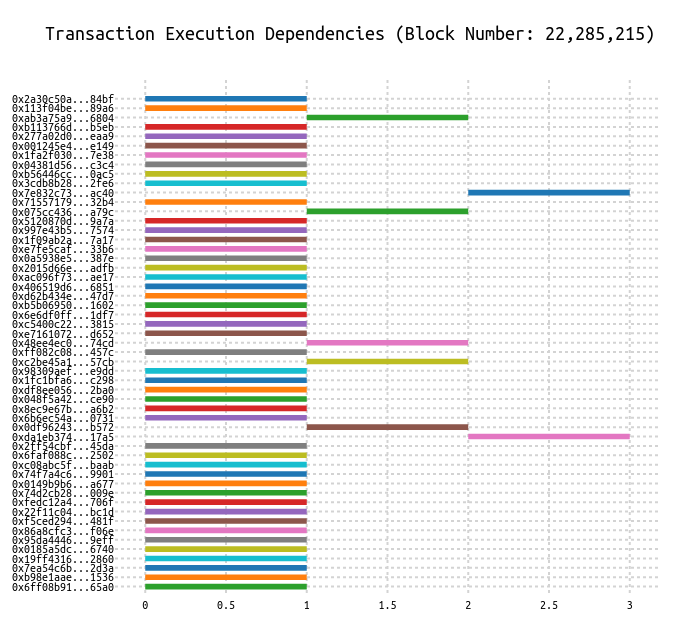 Transaction Execution Dependencies (Block Number: 22,285,215)
0x2a30c50a...84bf
0x113f04be...89a6
0xab3a75a9...6804
0xb113766d...b5eb
0x277a02d0...eaa9
0x001245e4...e149
0x1fa2f030...7e38
0x04381d56...c3c4
0xb56446cc...0ac5
0x3cdb8b28...2fe6
0x7e832c73...ac40
0x71557179...32b4
0x075cc436...a79c
0x5120870d...9a7a
0x997e43b5...7574
0x1f09ab2a...7a17
0xe7fe5caf...33b6
0x0a5938e5...387e
0x2015d66e...adfb
0xac096f73...ae17
0x406519d6...6851
0xd62b434e...47d7
0xb5b06950...1602
0x6e6df0ff...1df7
0xc5400c22...3815
0xe7161072...d652
0x48ee4ec0...74cd
0xff082c08...457c
0xc2be45a1...57cb
0x98309aef...e9dd
0x1fc1bfa6...c298
0xdf8ee056...2ba0
0x048f5a42...ce90
0x8ec9e67b...a6b2
0x6b6ec54a...0731
0x0df96243...b572
0xda1eb374...17a5
0x2ff54cbf...45da
0x6faf088c...2502
0xc08abc5f...baab
0x74f7a4c6...9901
0x0149b9b6...a677
0x74d2cb28...009e
0xfedc12a4...706f
0x22f11c04...bc1d
0xf5ced294...481f
0x86a8cfc3...f06e
0x95da4446...9eff
0x0185a5dc...6740
0x19ff4316...2860
0x7ea54c6b...2d3a
0xb98e1aae...1536
0x6ff08b91...65a0
0 0.5 1 1.5 2 2.5 3